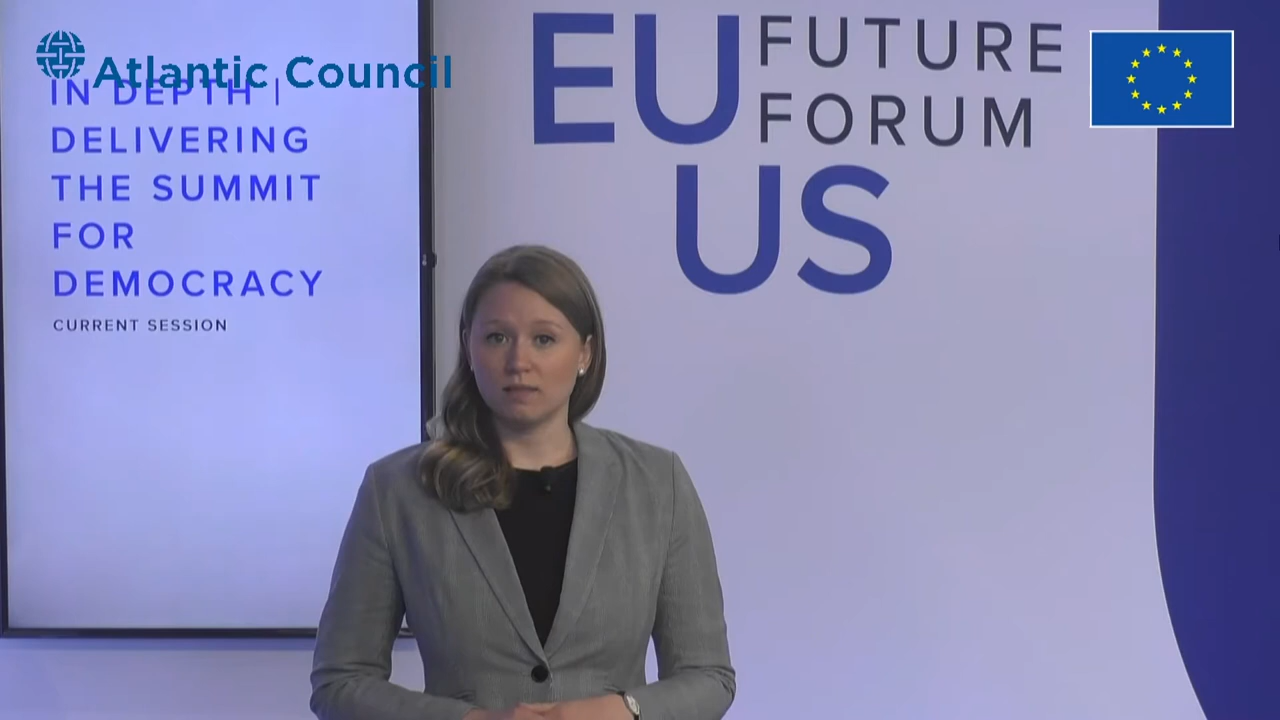 Atlantic Council
IN DEPTH |
DELIVERING
THE SUMMIT
FOR
DEMOCRACY
CURRENT SESSION
EU FUTURE
FORUM
US